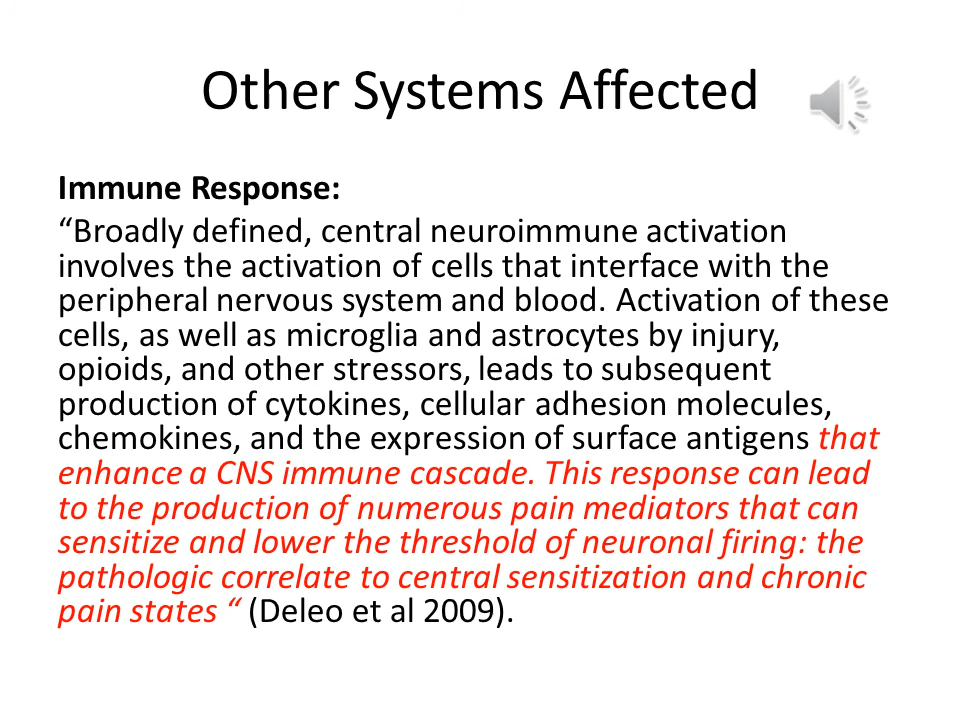 Other Systems Affected
Immune Response:
“Broadly defined, central neuroimmune activation
involves the activation of cells that interface with the
peripheral nervous system and blood. Activation of these
cells, as well as microglia and astrocytes by injury,
opioids, and other stressors, leads to subsequent
production of cytokines, cellular adhesion molecules,
chemokines, and the expression of surface antigens that
enhance a CNS immune cascade. This response can lead
to the production of numerous pain mediators that can
sensitize and lower the threshold of neuronal firing: the
pathologic correlate to central sensitization and chronic
pain states “ (Deleo et al 2009).